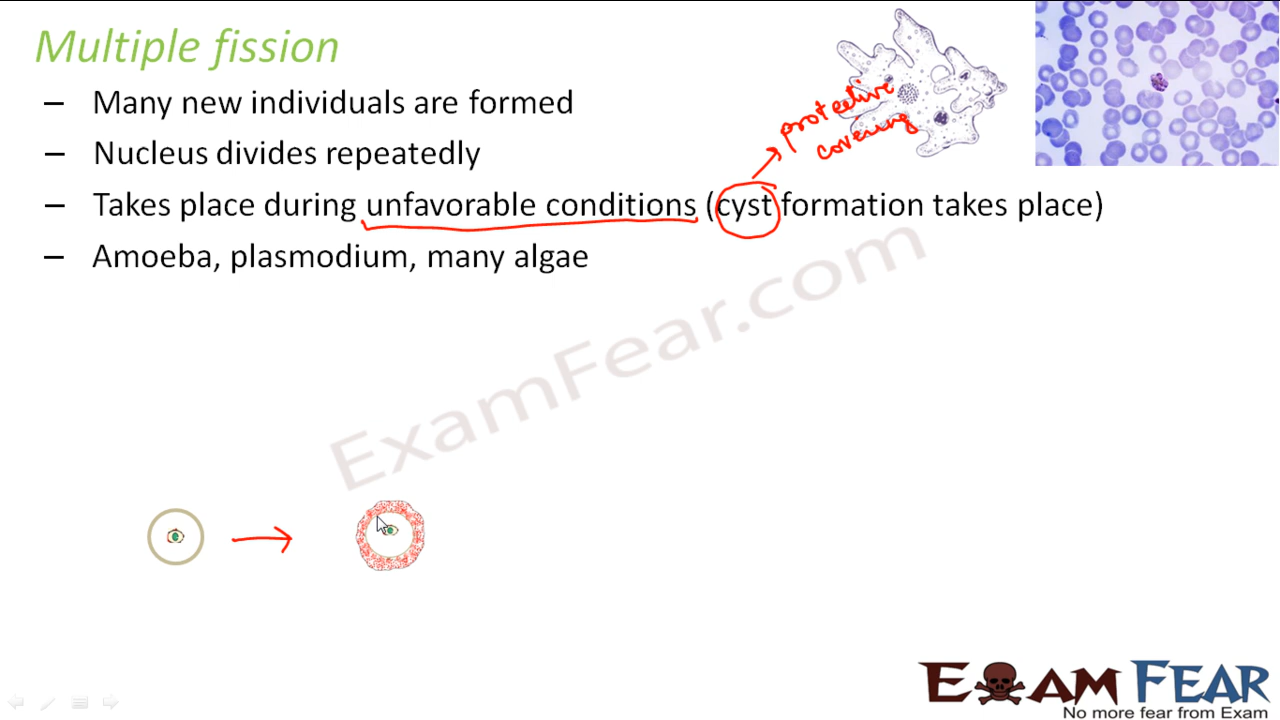 Multiple fission
– Many new individuals are formed
– Nucleus divides repeatedly
protective
covering
– Takes place during unfavorable conditions (cyst formation takes place)
– Amoeba, plasmodium, many algae
ExamFear.com
EXAM FEAR
No more fear from Exam